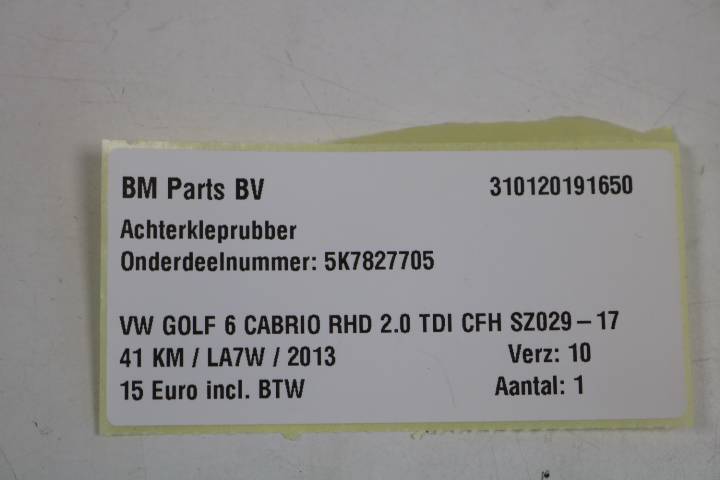 BM Parts BV 310120191650
Achterkleprubber
Onderdeelnummer: 5K7827705
VW GOLF 6 CABRIO RHD 2.0 TDI CFH SZ029-17
41 KM / LA7W / 2013 Verz: 10
15 Euro incl. BTW Aantal: 1